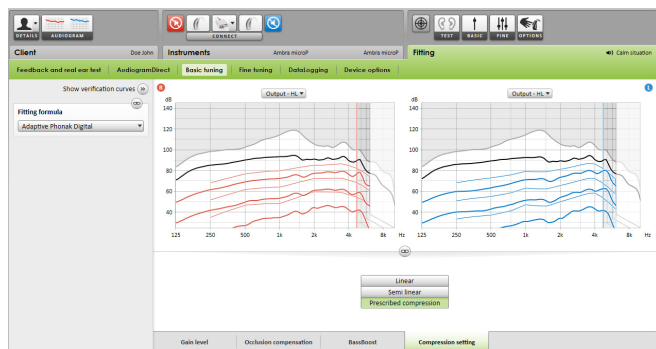 DETAILS AUDIOGRAM CONNECT TEST BASIC FINE OPTIONS
Client Doe John Instruments Ambra microP Ambra microP Fitting Calm situation
Feedback and real ear test AudiogramDirect Basic tuning Fine tuning DataLogging Device options
Show verification curves
R
L
Fitting formula
Adaptive Phonak Digital
dB Output - HL
140
120
100
80
60
40
125 250 500 1k 2k 4k 8k Hz
dB Output - HL
140
120
100
80
60
40
125 250 500 1k 2k 4k 8k Hz
Linear
Semi linear
Prescribed compression
Gain level Occlusion compensation BassBoost Compression setting